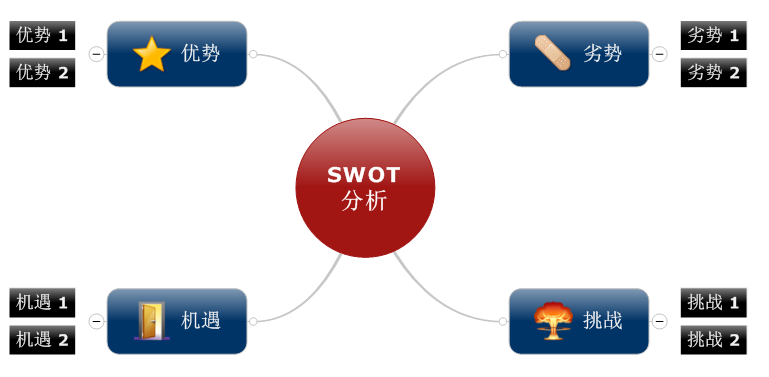 优势 1
优势 2
优势
劣势
劣势 1
劣势 2
SWOT
分析
机遇 1
机遇 2
机遇
挑战
挑战 1
挑战 2